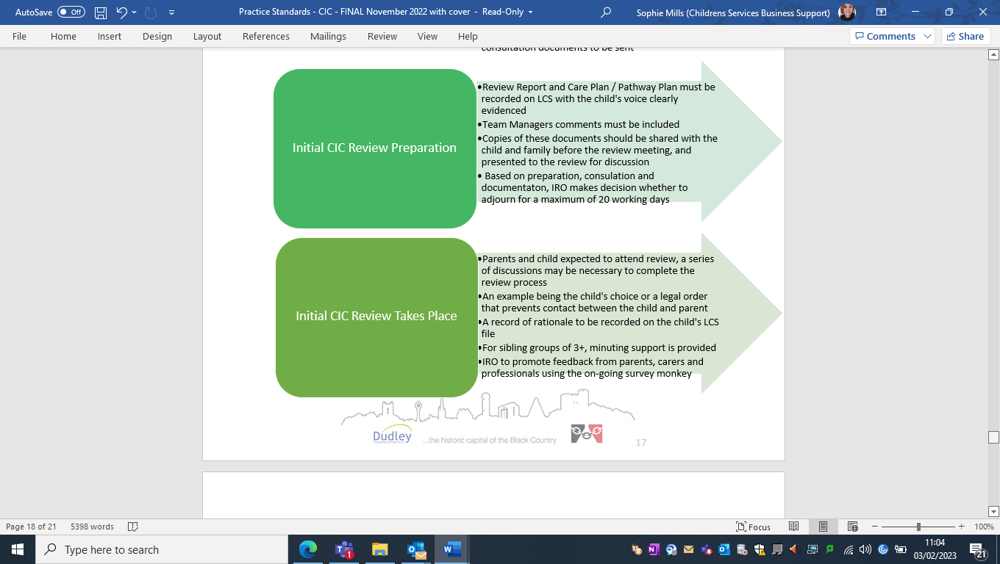 AutoSave Off Practice Standards - CIC - FINAL November 2022 with cover - Read-Only Sophie Mills (Childrens Services Business Support)
File Home Insert Design Layout References Mailings Review View Help Comments Share
consultation documents to be sent
Initial CIC Review Preparation
•Review Report and Care Plan / Pathway Plan must be
recorded on LCS with the child's voice clearly
evidenced
•Team Managers comments must be included
•Copies of these documents should be shared with the
child and family before the review meeting, and
presented to the review for discussion
• Based on preparation, consulation and
documentaton, IRO makes decision whether to
adjourn for a maximum of 20 working days
Initial CIC Review Takes Place
•Parents and child expected to attend review, a series
of discussions may be necessary to complete the
review process
•An example being the child's choice or a legal order
that prevents contact between the child and parent
•A record of rationale to be recorded on the child's LCS
file
•For sibling groups of 3+, minuting support is provided
•IRO to promote feedback from parents, carers and
professionals using the on-going survey monkey
Dudley
...the historic capital of the Black Country
17
Page 18 of 21 5398 words Focus 100%
Type here to search
11:04
03/02/2023
1
21